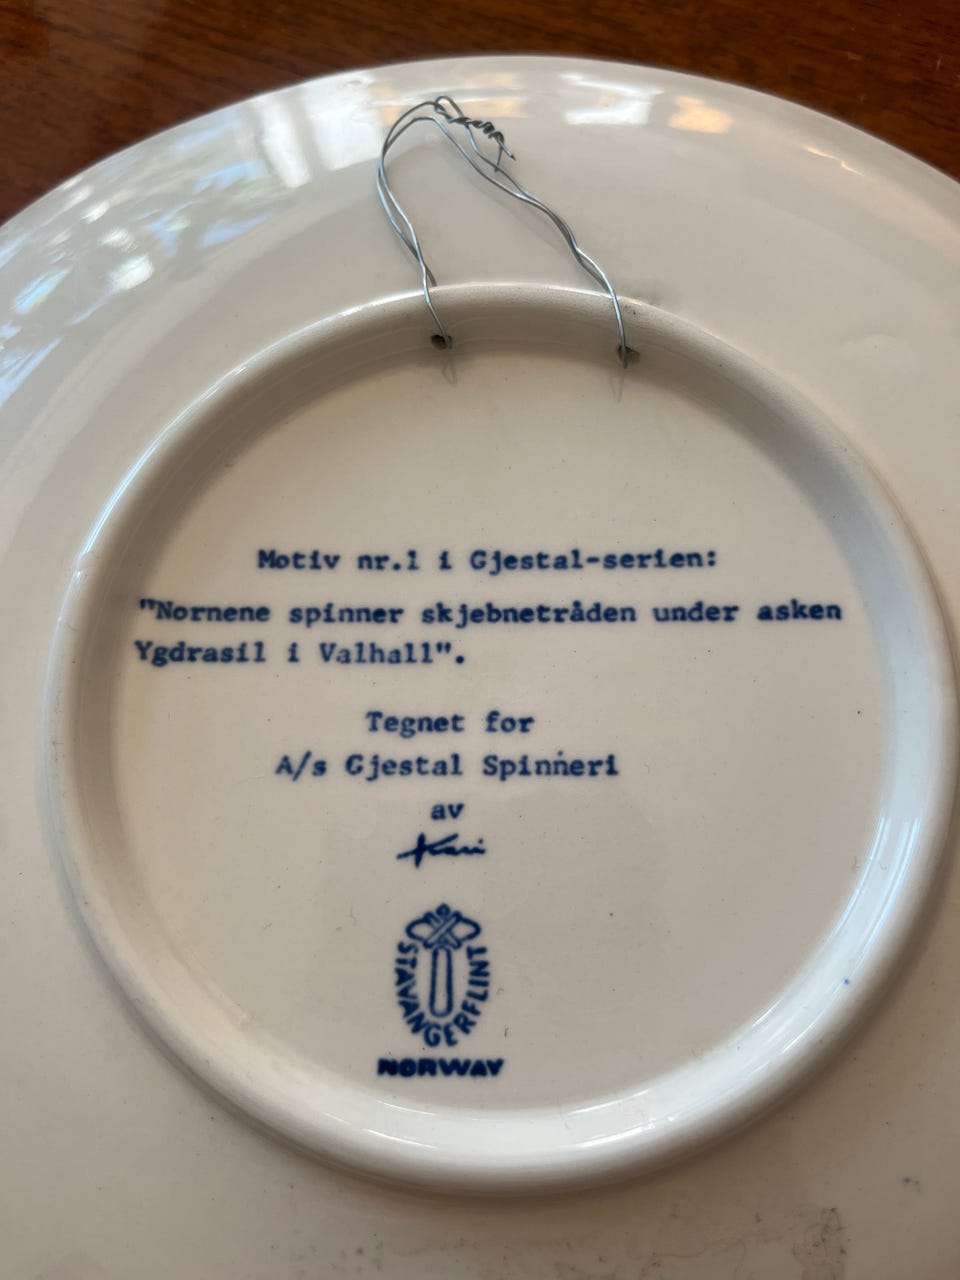 Motiv nr.1 i Gjestal-serien:
"Nornene spinner skjebnetråden under asken
Ygdrasil i Valhall".
Tegnet for
A/s Gjestal Spinneri
av
Kari
STAVANGERFLINT
NORWAY